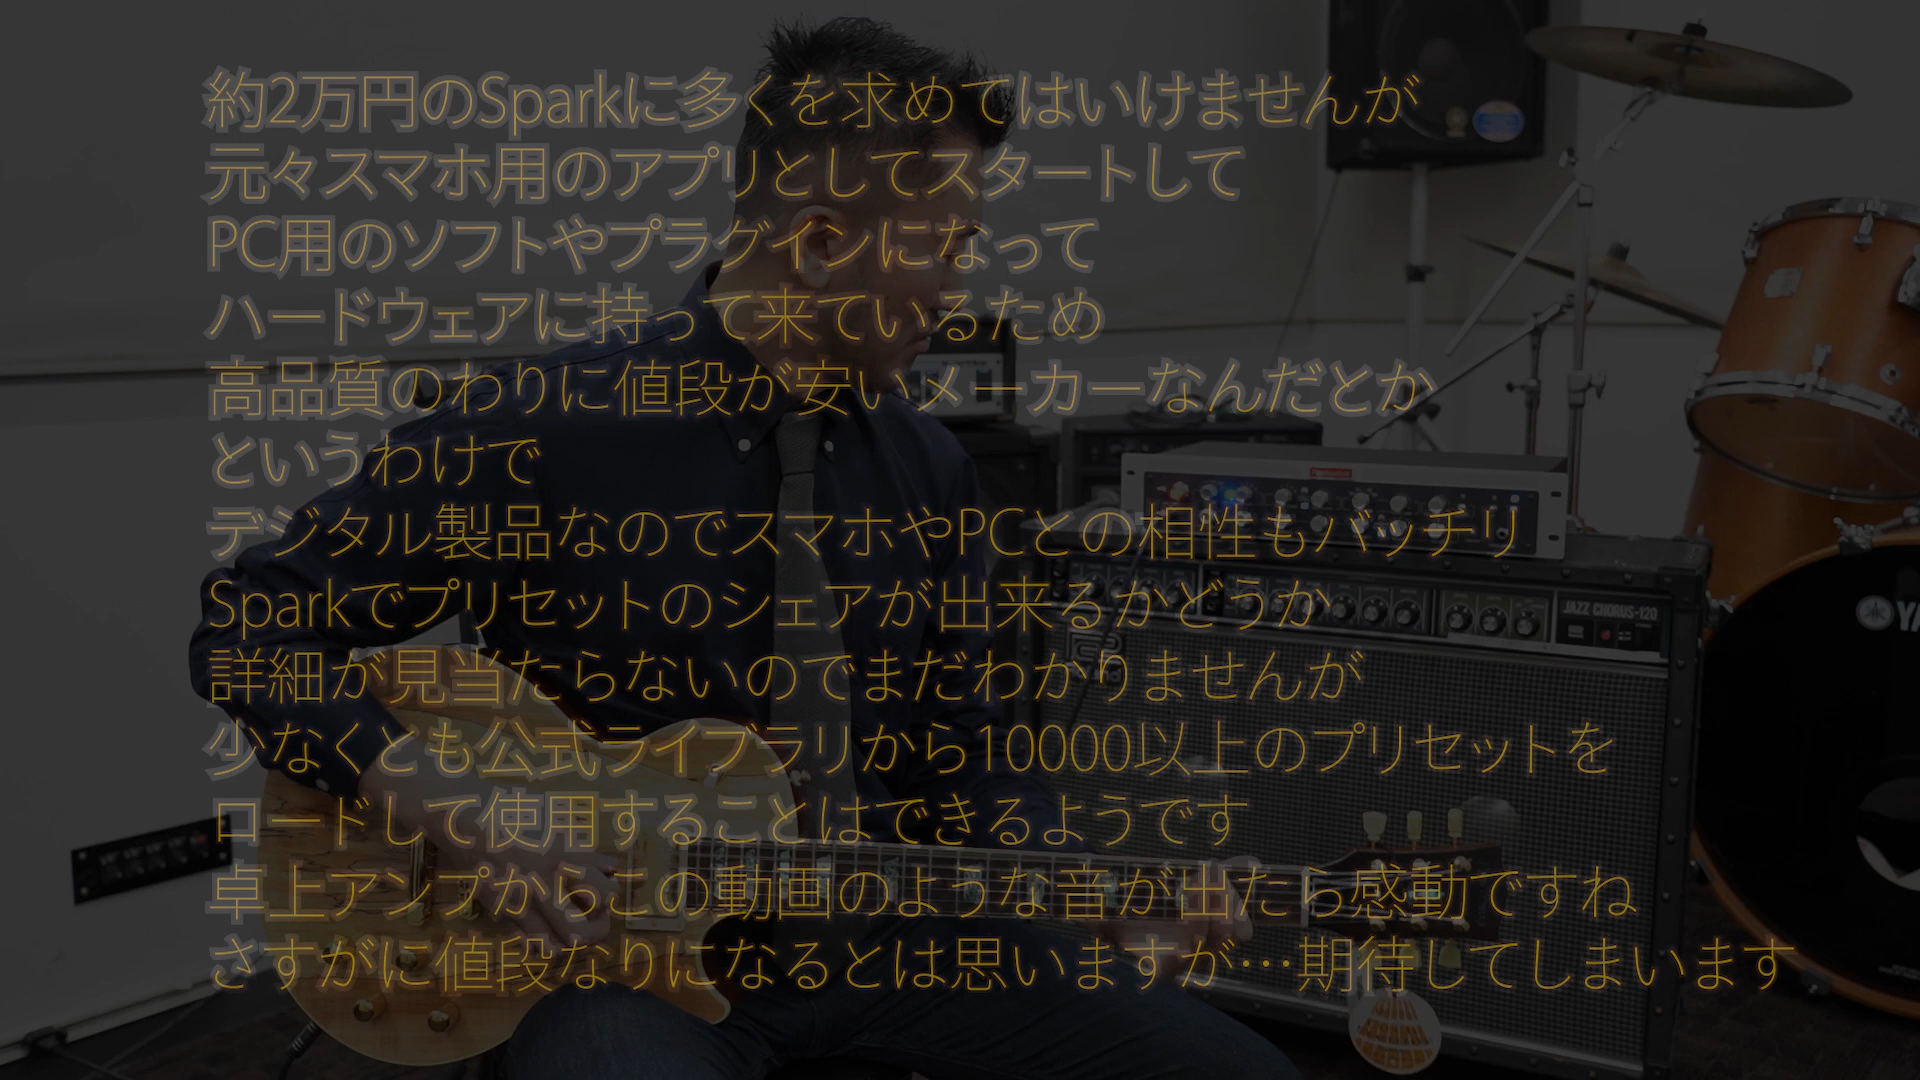 約2万円のSparkに多くを求めてはいけませんが
元々スマホ用のアプリとしてスタートして
PC用のソフトやプラグインになって
ハードウェアに持って来ているため
高品質のわりに値段が安いメーカーなんだとか
というわけで
デジタル製品なのでスマホやPCとの相性もバッチリ
Sparkでプリセットのシェアが出来るかどうか
詳細が見当たらないのでまだわかりませんが
少なくとも公式ライブラリから10000以上のプリセットを
ロードして使用することはできるようです
卓上アンプからこの動画のような音が出たら感動ですね
さすがに値段なりになるとは思いますが…期待してしまいます
JAZZ CHORUS-120
YA